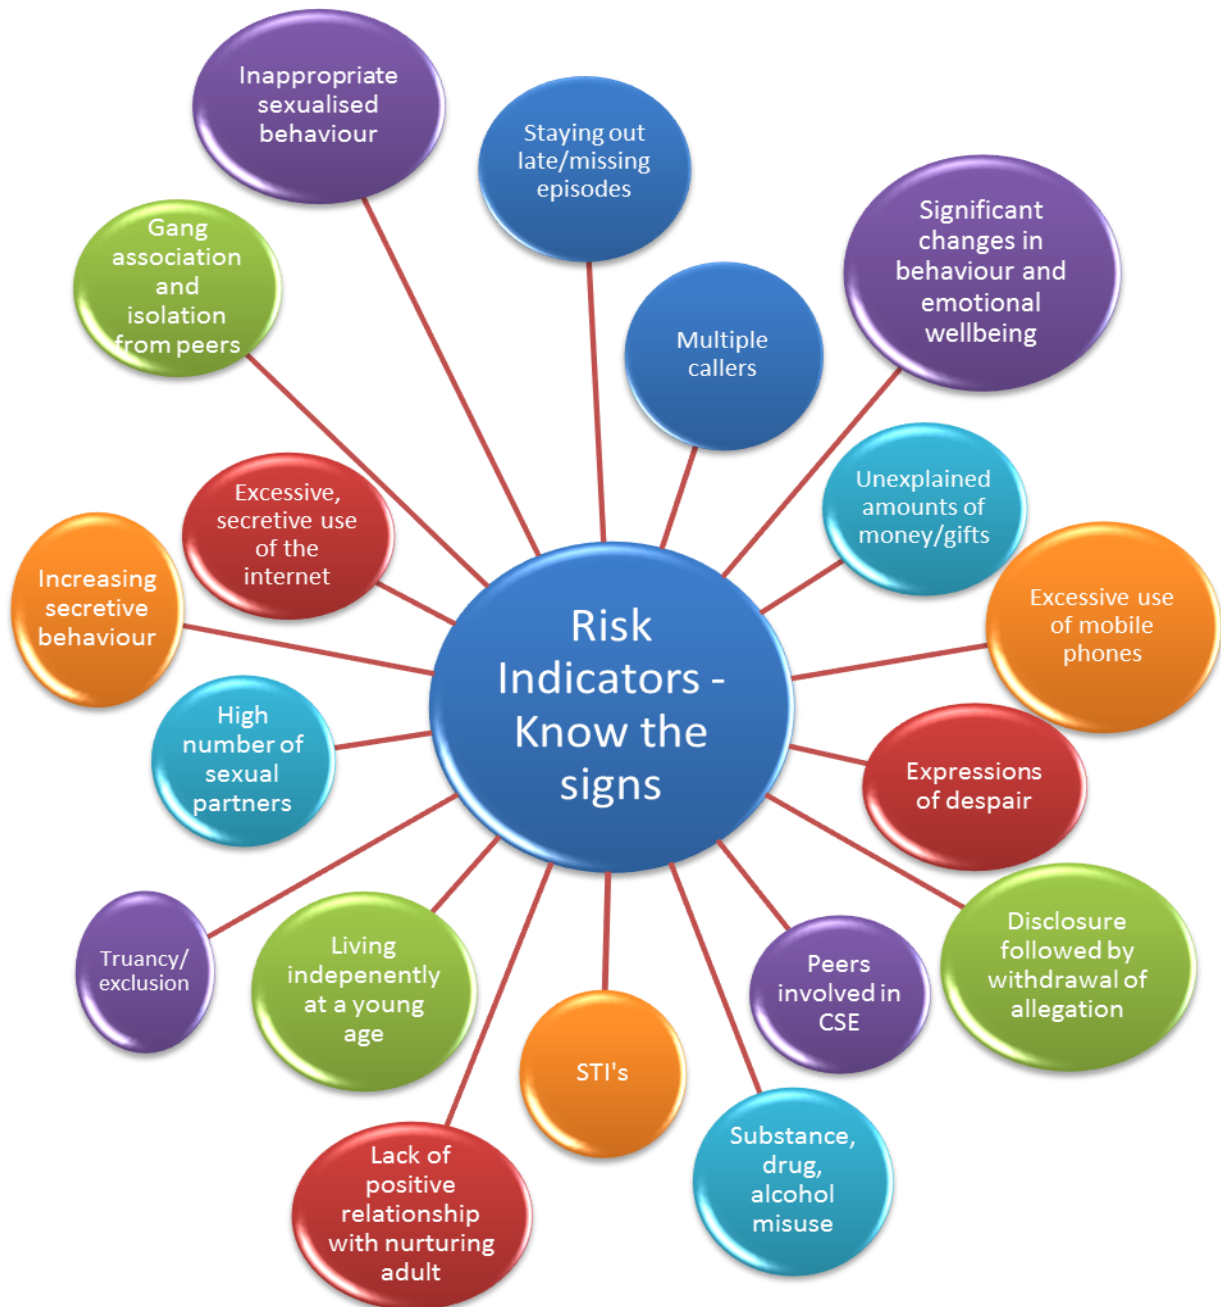 Inappropriate
sexualised
behaviour
Staying out
late/missing
episodes
Significant
changes in
behaviour and
emotional
wellbeing
Gang
association
and
isolation
from peers
Multiple
callers
Excessive,
secretive use
of the
internet
Unexplained
amounts of
money/gifts
Increasing
secretive
behaviour
Excessive use
of mobile
phones
Risk
Indicators -
Know the
signs
High
number of
sexual
partners
Expressions
of despair
Truancy/
exclusion
Living
indepenently
at a young
age
Peers
involved in
CSE
Disclosure
followed by
withdrawal of
allegation
STI's
Lack of
positive
relationship
with nurturing
adult
Substance,
drug,
alcohol
misuse